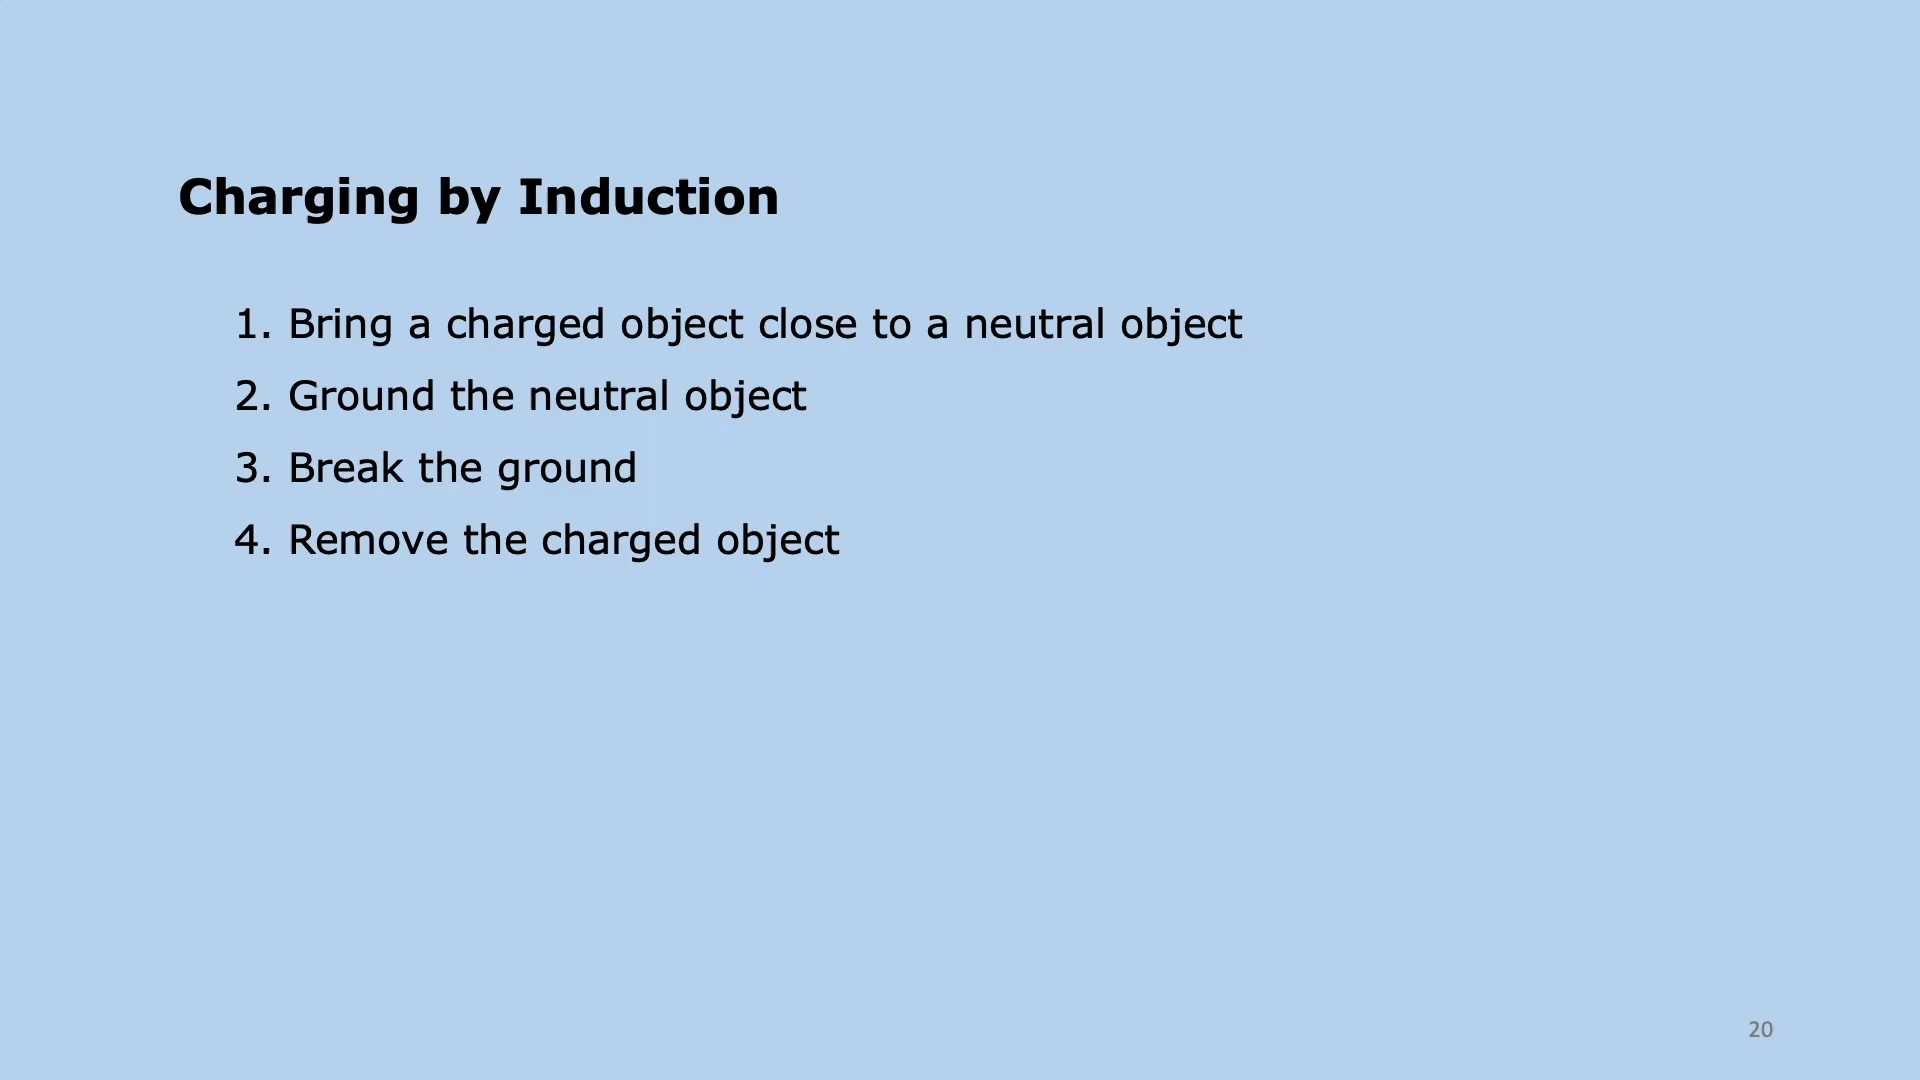 Charging by Induction
1. Bring a charged object close to a neutral object
2. Ground the neutral object
3. Break the ground
4. Remove the charged object
20